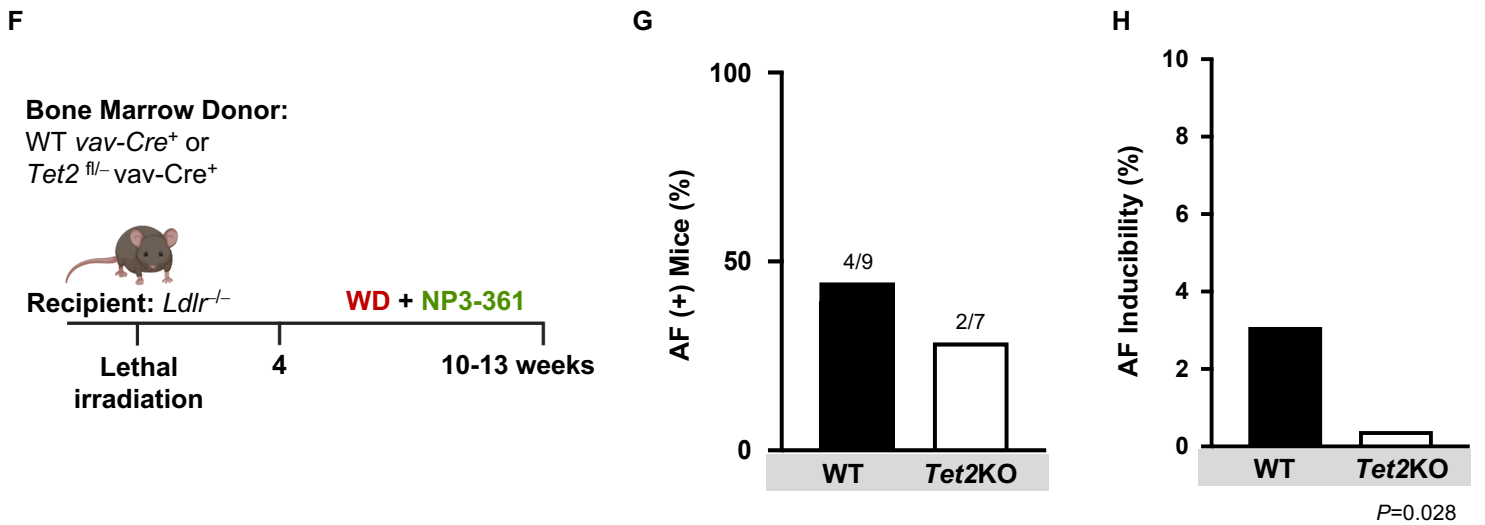 F
Bone Marrow Donor:
WT vav-Cre⁺ or
Tet2 fl/– vav-Cre⁺
Recipient: Ldlr–/–
WD + NP3-361
Lethal
irradiation
4
10-13 weeks
G
AF (+) Mice (%)
100
50
0
4/9
2/7
WT
Tet2KO
H
AF Inducibility (%)
10
8
6
4
2
0
WT
Tet2KO
P=0.028